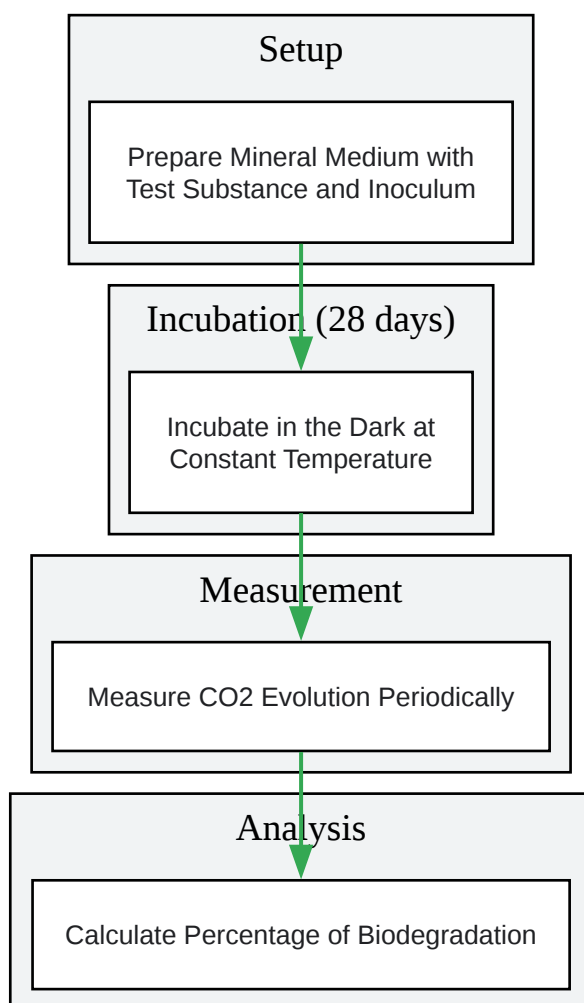 Setup
Prepare Mineral Medium with
Test Substance and Inoculum
Incubation (28 days)
Incubate in the Dark at
Constant Temperature
Measurement
Measure CO2 Evolution Periodically
Analysis
Calculate Percentage of Biodegradation